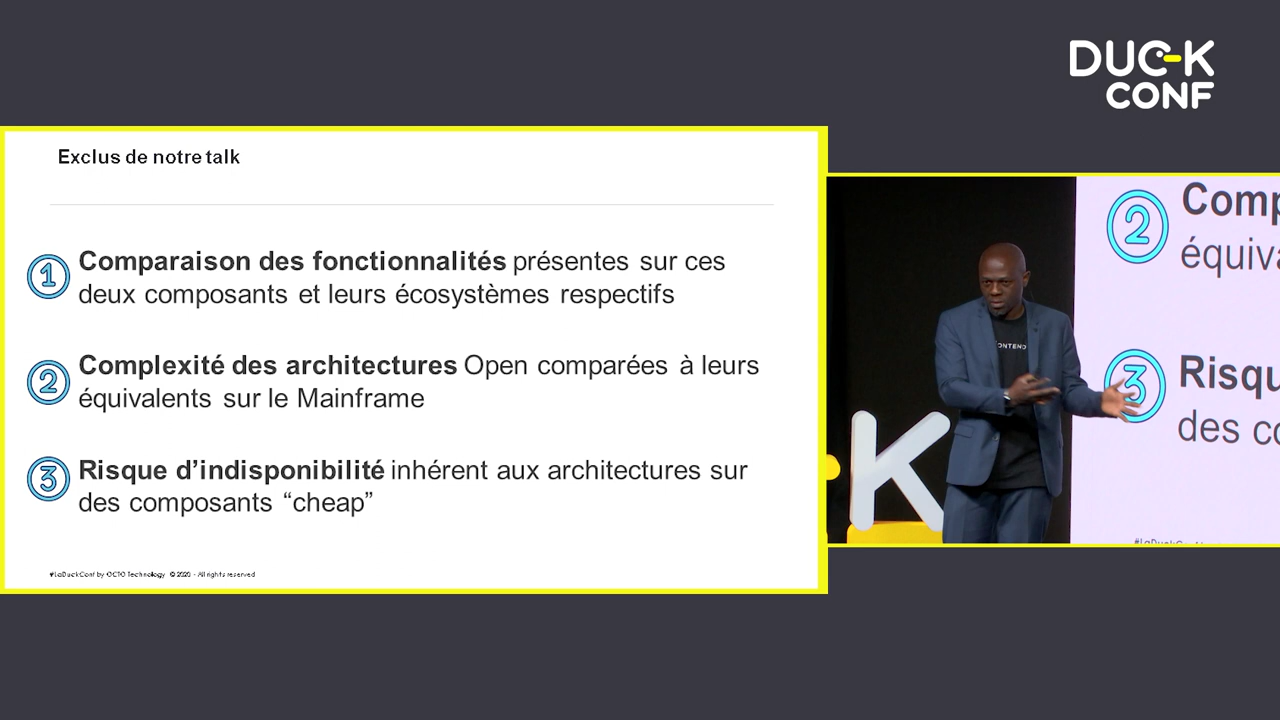 DUCK
CONF
Exclus de notre talk
1 Comparaison des fonctionnalités présentes sur ces
deux composants et leurs écosystèmes respectifs
2 Complexité des architectures Open comparées à leurs
équivalents sur le Mainframe
3 Risque d’indisponibilité inhérent aux architectures sur
des composants “cheap”
#LaDuckConf by OCTO Technology © 2020 - All rights reserved
2 Comp
équiva
3 Risqu
des co
ONTEND
K